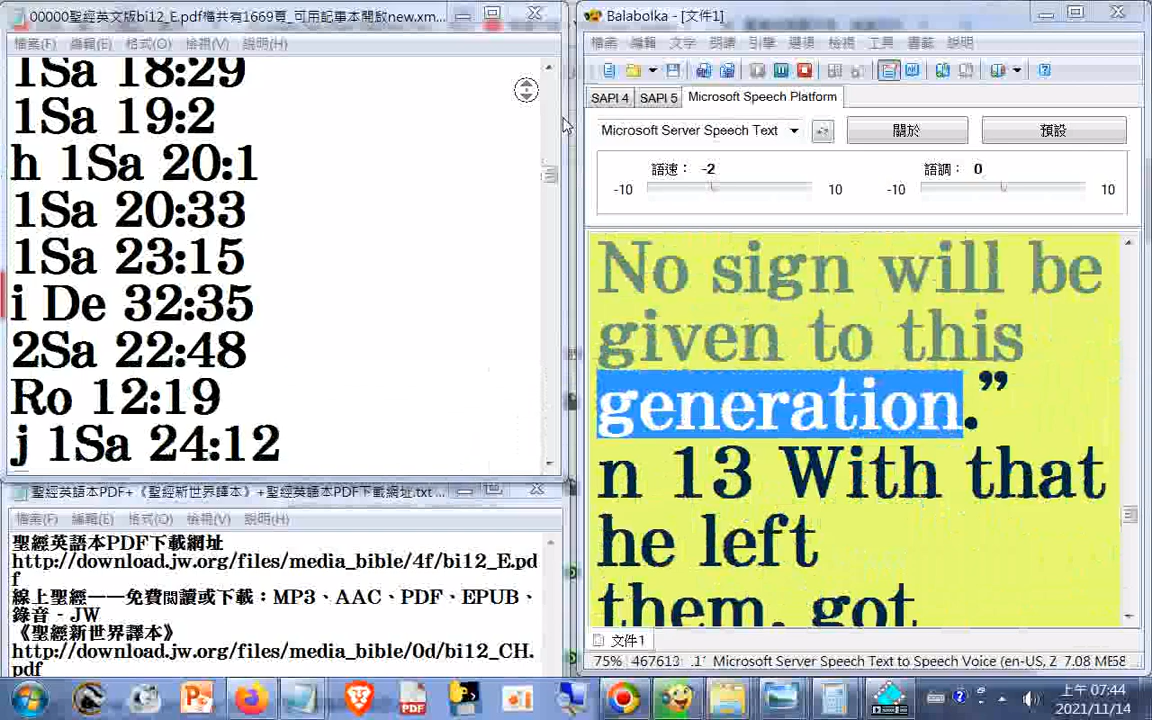 00000聖經英文版bi12_E.pdf檔共有1669頁_可用記事本開啟new.xm...
檔案(F) 編輯(E) 格式(O) 檢視(V) 說明(H)
1Sa 18:29
1Sa 19:2
h 1Sa 20:1
1Sa 20:33
1Sa 23:15
i De 32:35
2Sa 22:48
Ro 12:19
j 1Sa 24:12
聖經英語本PDF+《聖經新世界譯本》+聖經英語本PDF下載網址.txt ...
檔案(F) 編輯(E) 格式(O) 檢視(V) 說明(H)
聖經英語本PDF下載網址
http://download.jw.org/files/media_bible/4f/bi12_E.pd
f
線上聖經——免費閱讀或下載：MP3、AAC、PDF、EPUB、
錄音 - JW
《聖經新世界譯本》
http://download.jw.org/files/media_bible/0d/bi12_CH.
pdf
Balabolka - [文件1]
檔案 編輯 文字 朗讀 引擎 選項 檢視 工具 書籤 說明
SAPI 4 SAPI 5 Microsoft Speech Platform
Microsoft Server Speech Text 關於 預設
語速： -2 語調： 0
-10 10 -10 10
No sign will be
given to this
generation.”
n 13 With that
he left
them, got
文件1
75% 467613 Microsoft Server Speech Text to Speech Voice (en-US, Z 7.08 ME
上午 07:44
2021/11/14